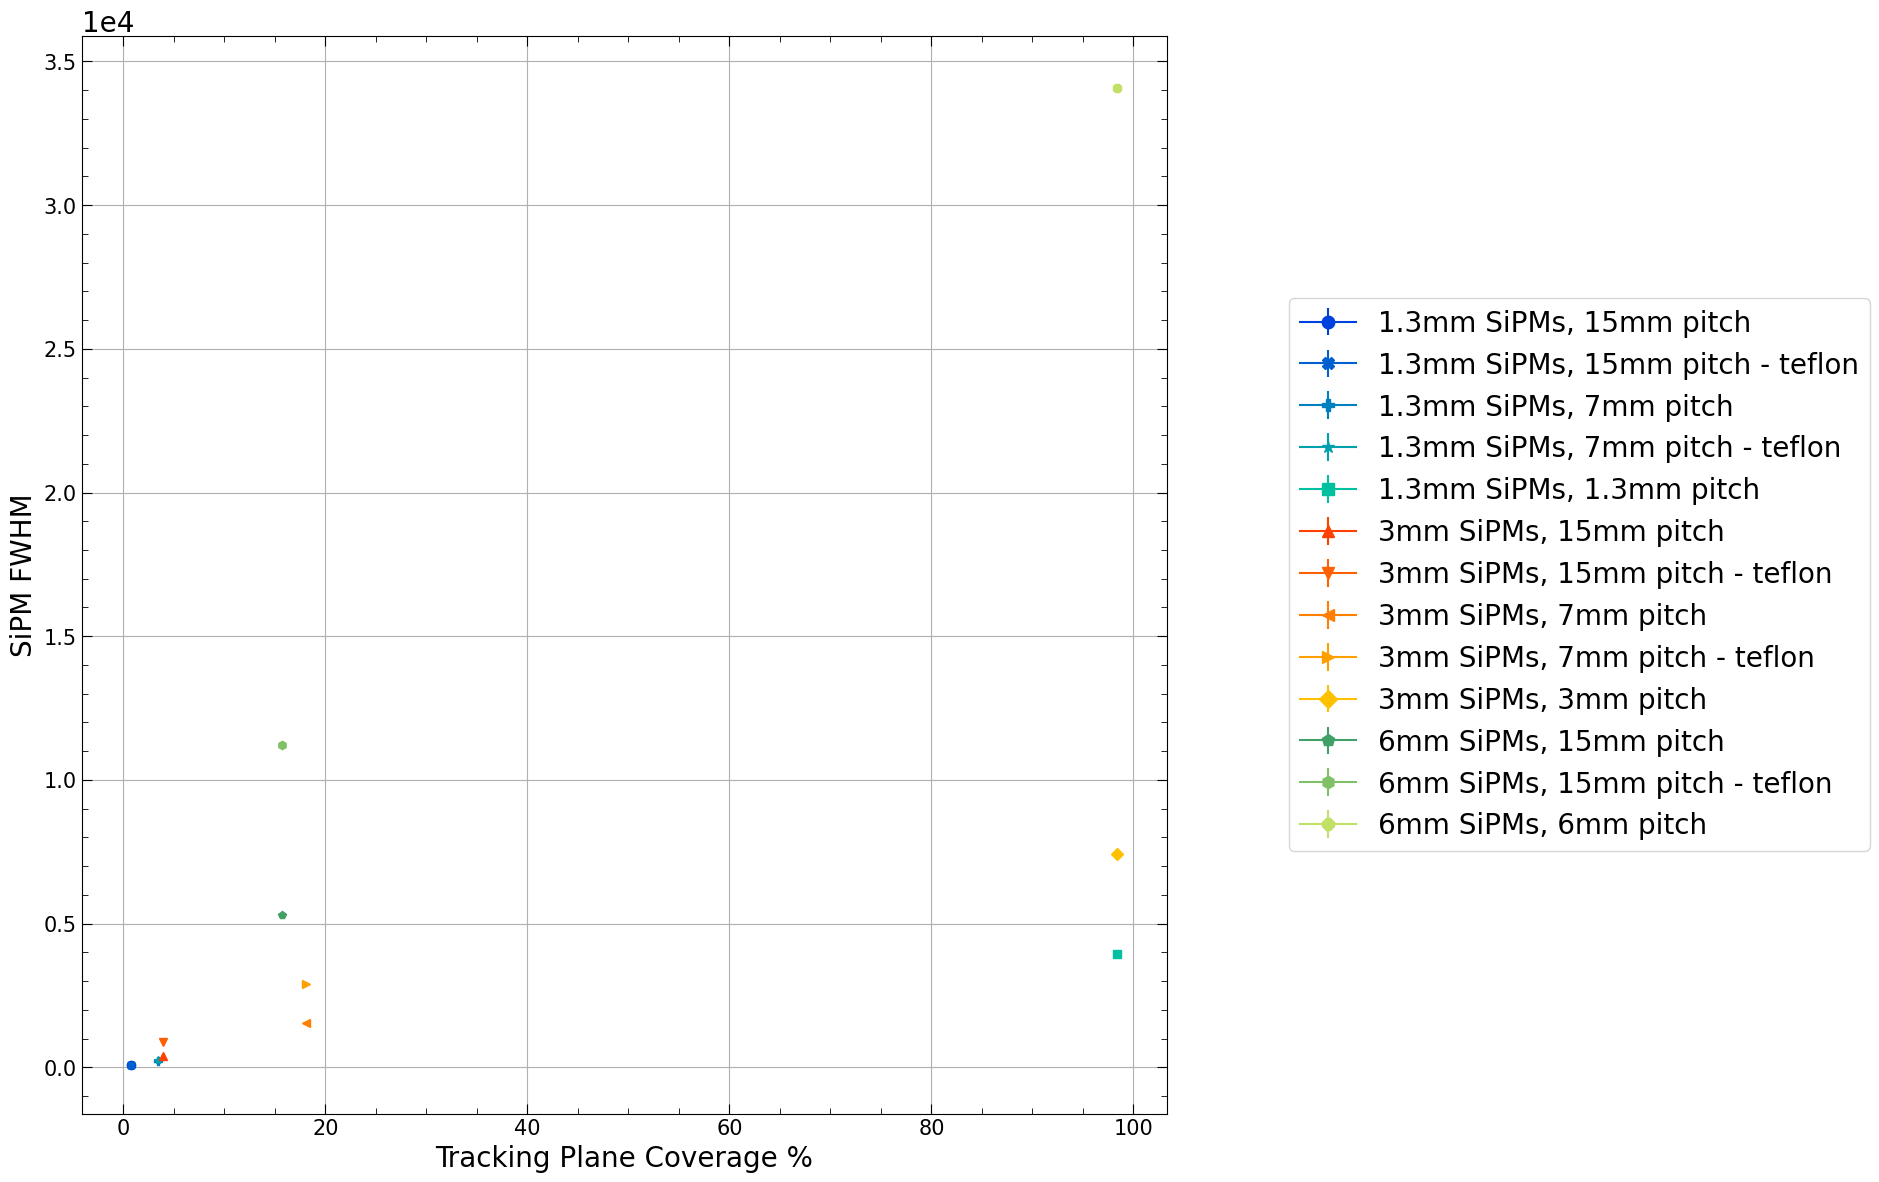 1e4
3.5
3.0
2.5
2.0
1.5
1.0
0.5
0.0
SiPM FWHM
0 20 40 60 80 100
Tracking Plane Coverage %
1.3mm SiPMs, 15mm pitch
1.3mm SiPMs, 15mm pitch - teflon
1.3mm SiPMs, 7mm pitch
1.3mm SiPMs, 7mm pitch - teflon
1.3mm SiPMs, 1.3mm pitch
3mm SiPMs, 15mm pitch
3mm SiPMs, 15mm pitch - teflon
3mm SiPMs, 7mm pitch
3mm SiPMs, 7mm pitch - teflon
3mm SiPMs, 3mm pitch
6mm SiPMs, 15mm pitch
6mm SiPMs, 15mm pitch - teflon
6mm SiPMs, 6mm pitch